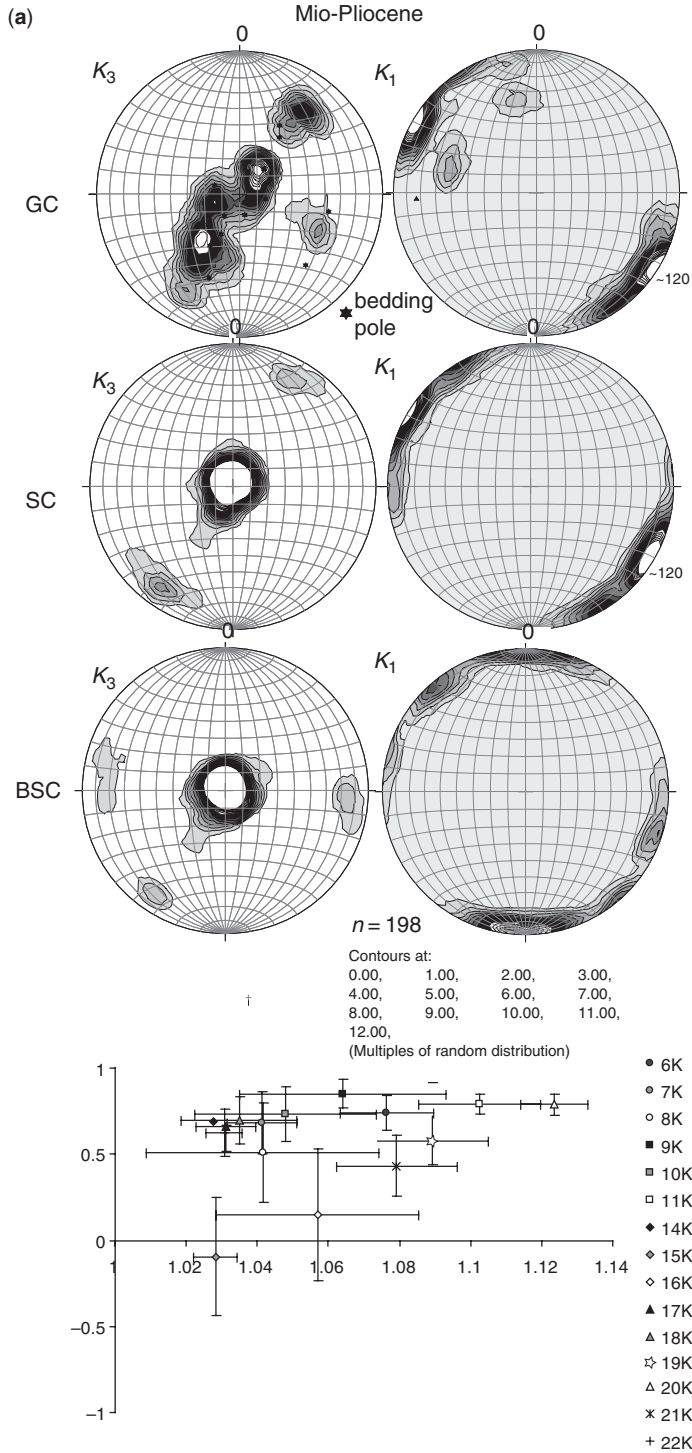 (a)
Mio-Pliocene
0
0
K3
K1
GC
~120
bedding
pole
0
0
K3
K1
SC
~120
0
0
K3
K1
BSC
n = 198
Contours at:
0.00, 1.00, 2.00, 3.00,
4.00, 5.00, 6.00, 7.00,
8.00, 9.00, 10.00, 11.00,
12.00,
(Multiples of random distribution)
†
1
0.5
0
−0.5
−1
1 1.02 1.04 1.06 1.08 1.1 1.12 1.14
6K
7K
8K
9K
10K
11K
14K
15K
16K
17K
18K
19K
20K
21K
22K